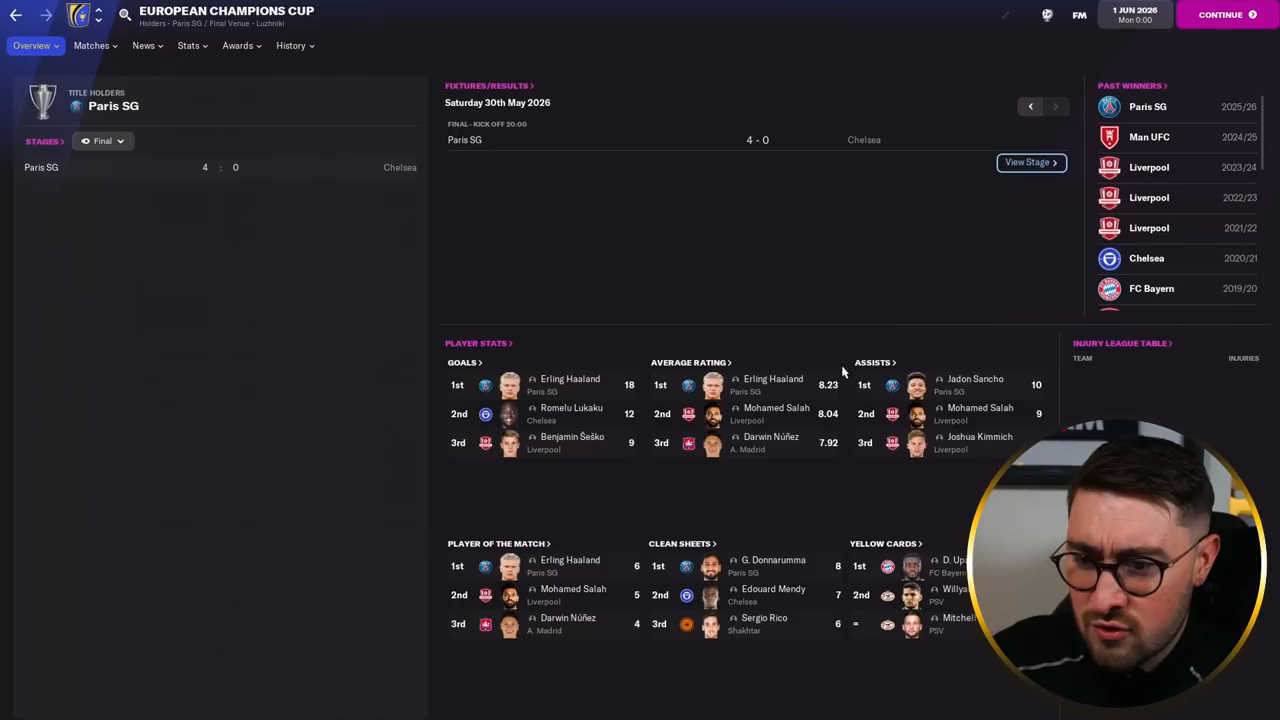 EUROPEAN CHAMPIONS CUP
Holders - Paris SG / Final Venue - Luzhniki
FM
1 JUN 2026
Mon 0:00
CONTINUE
Overview
Matches
News
Stats
Awards
History
TITLE HOLDERS
Paris SG
STAGES
Final
Paris SG 4 : 0 Chelsea
FIXTURES/RESULTS
Saturday 30th May 2026
FINAL - KICK OFF 20:00
Paris SG 4 - 0 Chelsea
View Stage
PAST WINNERS
Paris SG 2025/26
Man UFC 2024/25
Liverpool 2023/24
Liverpool 2022/23
Liverpool 2021/22
Chelsea 2020/21
FC Bayern 2019/20
PLAYER STATS
GOALS
1st Erling Haaland 18
Paris SG
2nd Romelu Lukaku 12
Chelsea
3rd Benjamin Šeško 9
Liverpool
AVERAGE RATING
1st Erling Haaland 8.23
Paris SG
2nd Mohamed Salah 8.04
Liverpool
3rd Darwin Núñez 7.92
A. Madrid
ASSISTS
1st Jadon Sancho 10
Paris SG
2nd Mohamed Salah 9
Liverpool
3rd Joshua Kimmich
Liverpool
INJURY LEAGUE TABLE
TEAM INJURIES
PLAYER OF THE MATCH
1st Erling Haaland 6
Paris SG
2nd Mohamed Salah 5
Liverpool
3rd Darwin Núñez 4
A. Madrid
CLEAN SHEETS
1st G. Donnarumma 8
Paris SG
2nd Edouard Mendy 7
Chelsea
3rd Sergio Rico 6
Shakhtar
YELLOW CARDS
1st D.
FC Bayern
2nd
PSV
= Mitchell
PSV